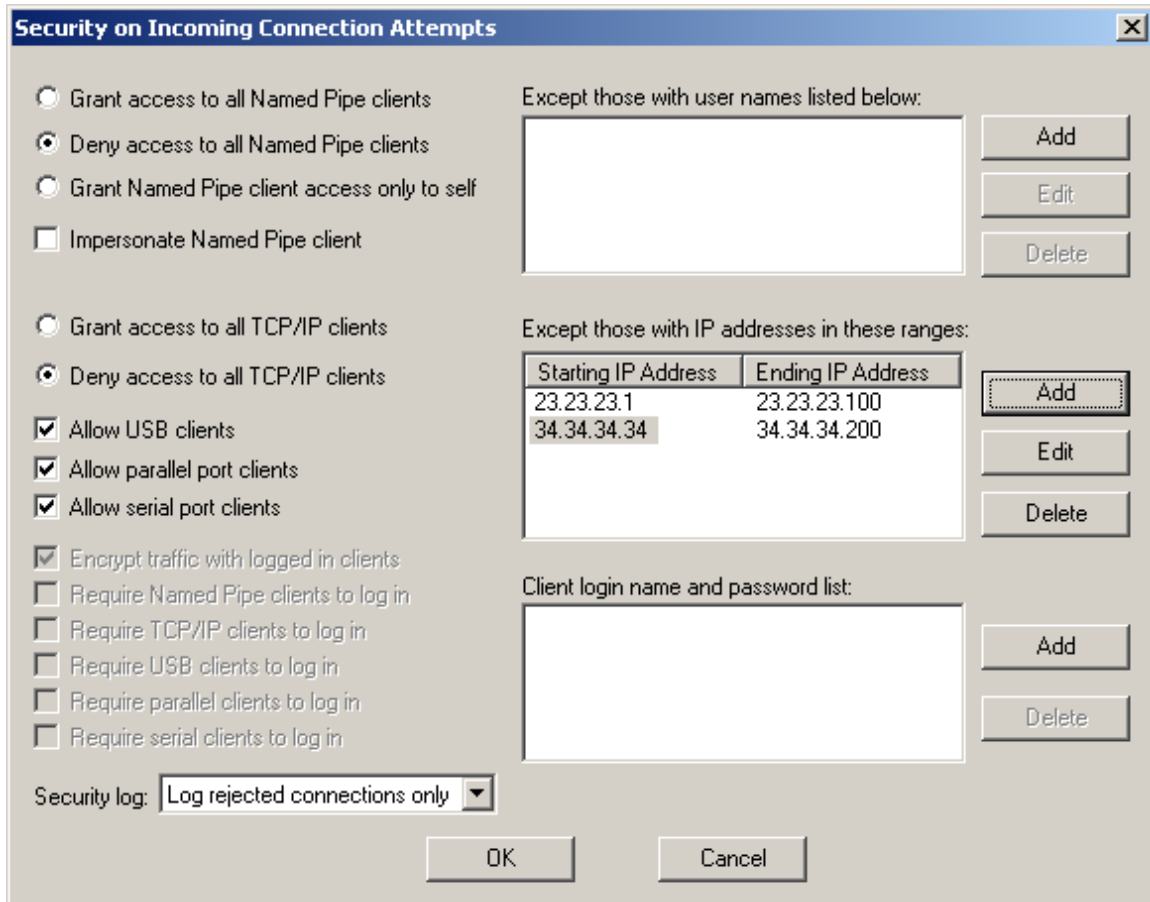 Security on Incoming Connection Attempts
Grant access to all Named Pipe clients
Deny access to all Named Pipe clients
Grant Named Pipe client access only to self
Impersonate Named Pipe client
Except those with user names listed below:
Add
Edit
Delete
Grant access to all TCP/IP clients
Deny access to all TCP/IP clients
Allow USB clients
Allow parallel port clients
Allow serial port clients
Except those with IP addresses in these ranges:
Starting IP Address Ending IP Address
23.23.23.1 23.23.23.100
34.34.34.34 34.34.34.200
Add
Edit
Delete
Encrypt traffic with logged in clients
Require Named Pipe clients to log in
Require TCP/IP clients to log in
Require USB clients to log in
Require parallel clients to log in
Require serial clients to log in
Client login name and password list:
Add
Delete
Security log: Log rejected connections only
OK Cancel